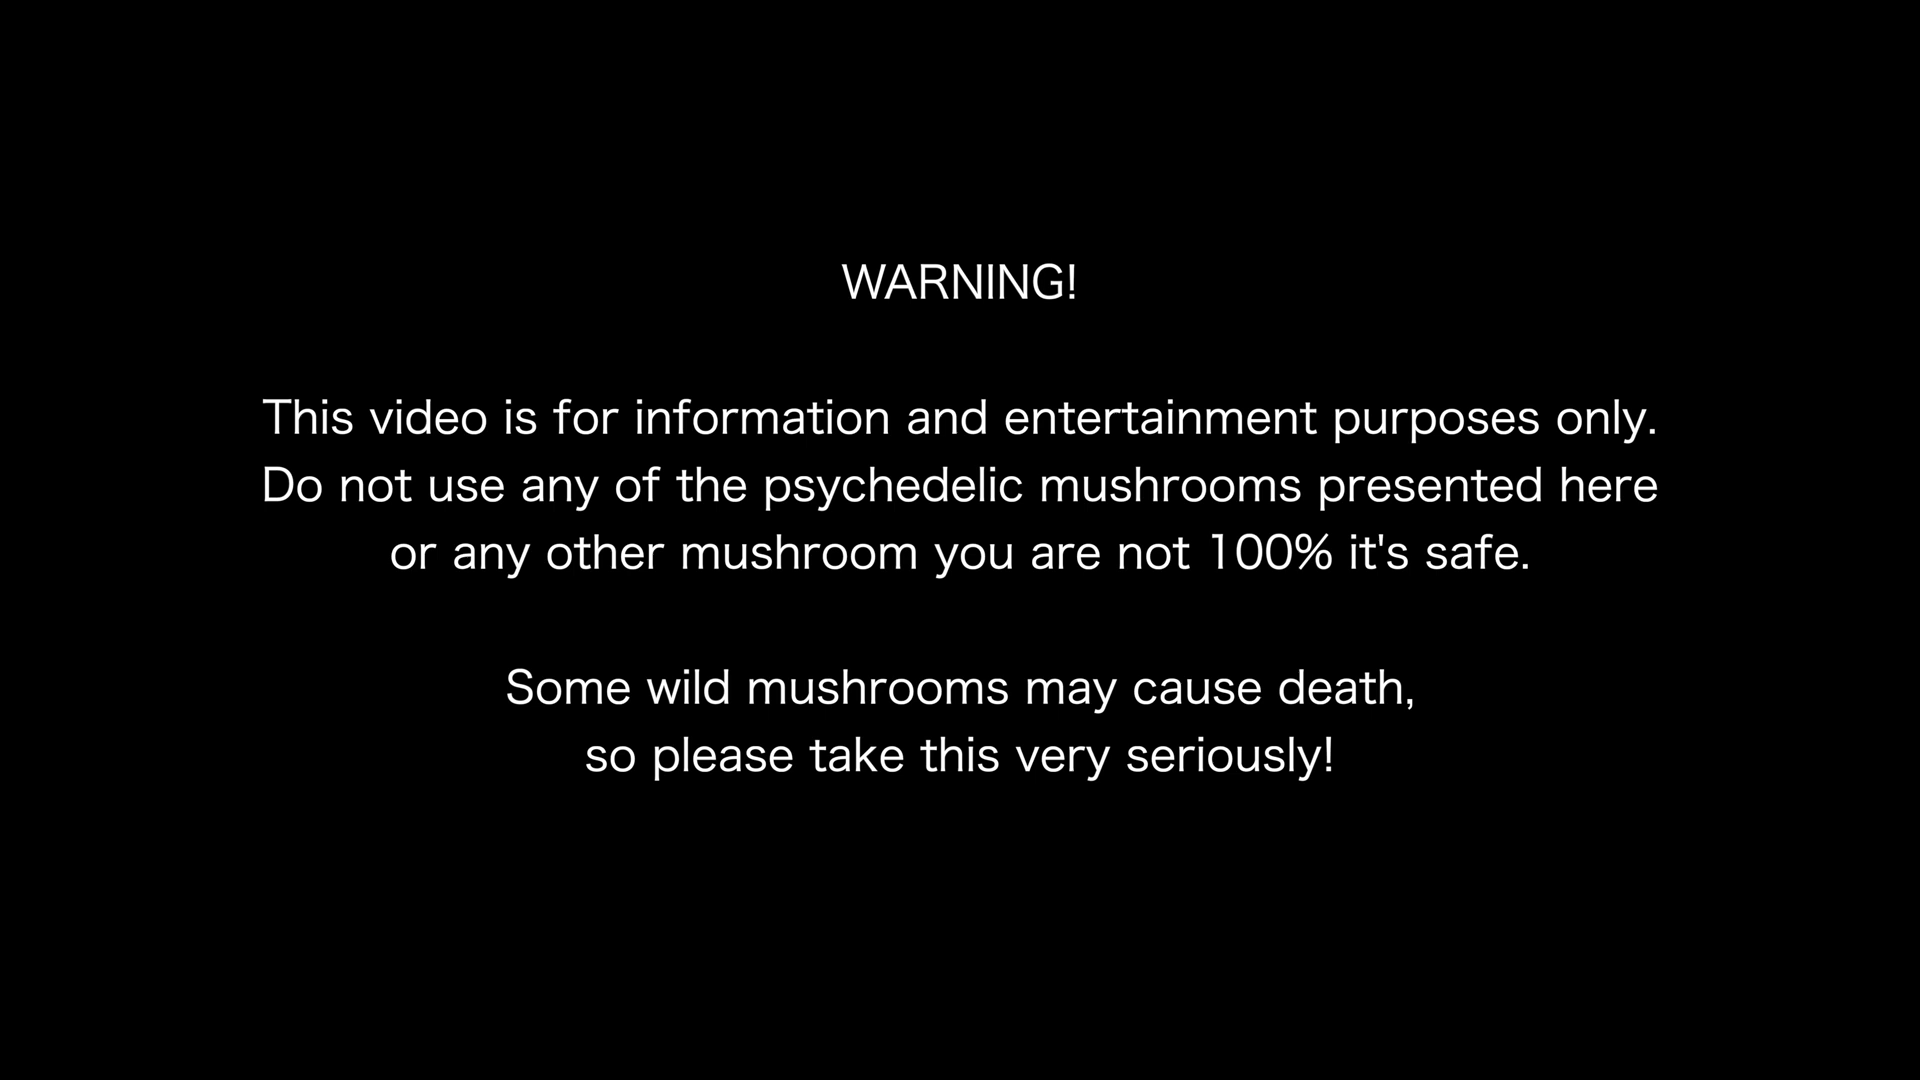 WARNING!
This video is for information and entertainment purposes only.
Do not use any of the psychedelic mushrooms presented here
or any other mushroom you are not 100% it's safe.
Some wild mushrooms may cause death,
so please take this very seriously!